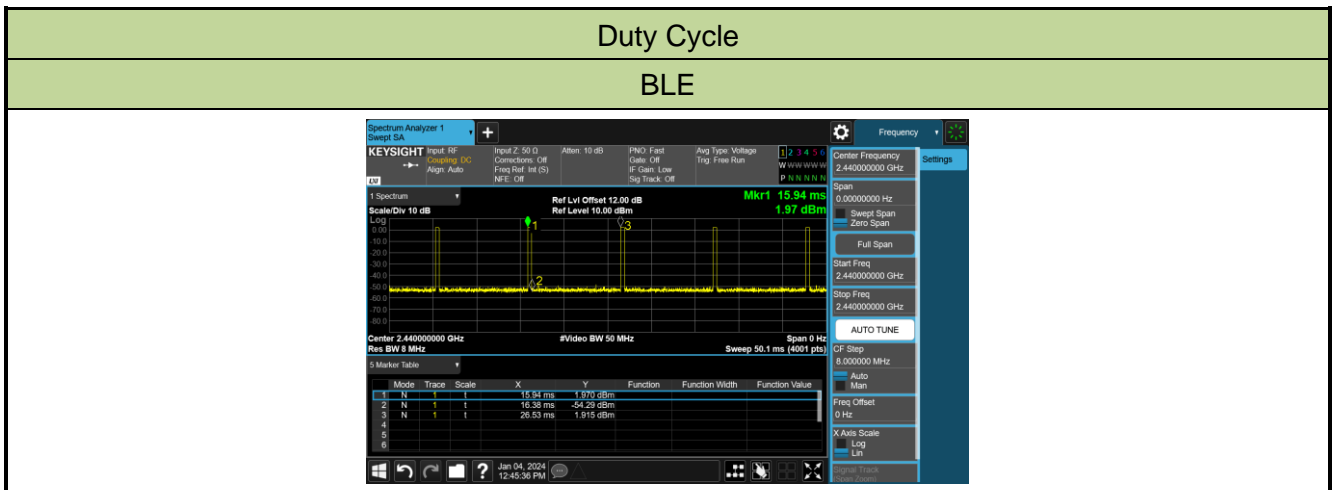 Duty Cycle
BLE
Spectrum Analyzer 1
Swept SA
+
Frequency
KEYSIGHT Input: RF Input Z: 50 Ω Atten: 10 dB PNO: Fast Avg Type: Voltage 1 2 3 4 5 6
Coupling: DC Corrections: Off Gate: Off Trig: Free Run W W W W W W
Align: Auto Freq Ref: Int (S) IF Gain: Low
NFE: Off Sig Track: Off P N N N N N
LXI
Center Frequency
2.440000000 GHz
Settings
1 Spectrum
Ref Lvl Offset 12.00 dB
Mkr1 15.94 ms
Scale/Div 10 dB
Ref Level 10.00 dBm
1.97 dBm
Log
0.00
-10.0
-20.0
-30.0
-40.0
-50.0
-60.0
-70.0
-80.0
1
2
3
Center 2.440000000 GHz #Video BW 50 MHz Span 0 Hz
Res BW 8 MHz Sweep 50.1 ms (4001 pts)
Span
0.00000000 Hz
Swept Span
Zero Span
Full Span
Start Freq
2.440000000 GHz
Stop Freq
2.440000000 GHz
AUTO TUNE
CF Step
8.000000 MHz
Auto
Man
Freq Offset
0 Hz
X Axis Scale
Log
Lin
Signal Track
(Span Zoom)
5 Marker Table
Mode Trace Scale X Y Function Function Width Function Value
1 N 1 t 15.94 ms 1.970 dBm
2 N 1 t 16.38 ms -54.29 dBm
3 N 1 t 26.53 ms 1.915 dBm
4
5
6
? Jan 04, 2024
12:45:36 PM